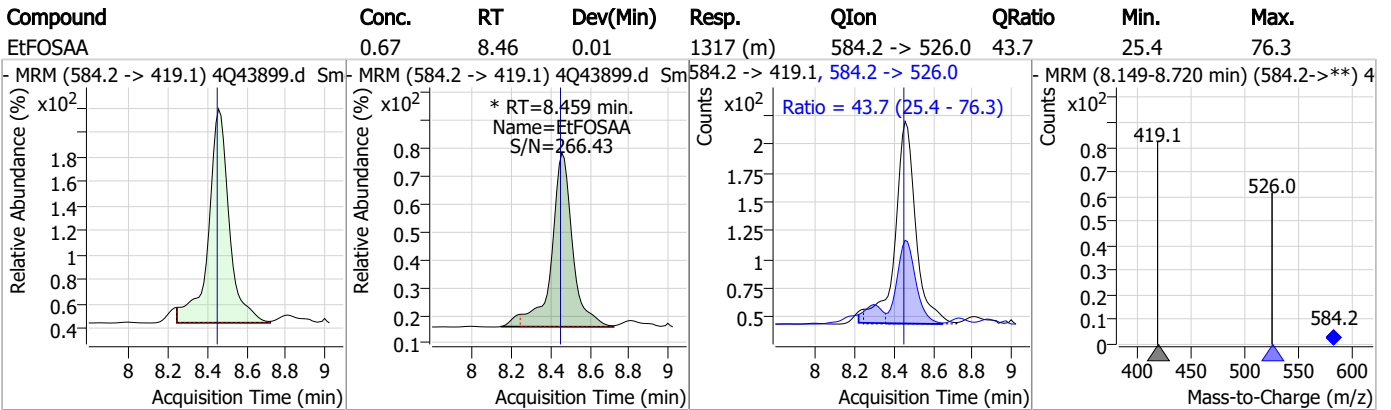 Compound Conc. RT Dev(Min) Resp. QIon QRatio Min. Max.
EtFOSAA 0.67 8.46 0.01 1317 (m) 584.2 -> 526.0 43.7 25.4 76.3
- MRM (584.2 -> 419.1) 4Q43899.d Sm
x10²
Relative Abundance (%)
1.8
1.6
1.4
1.2
1
0.8
0.6
0.4
8 8.2 8.4 8.6 8.8 9
Acquisition Time (min)
- MRM (584.2 -> 419.1) 4Q43899.d Sm
x10²
* RT=8.459 min.
Name=EtFOSAA
S/N=266.43
Relative Abundance (%)
0.8
0.7
0.6
0.5
0.4
0.3
0.2
0.1
8 8.2 8.4 8.6 8.8 9
Acquisition Time (min)
584.2 -> 419.1, 584.2 -> 526.0
x10²
Ratio = 43.7 (25.4 - 76.3)
Counts
2
1.75
1.5
1.25
1
0.75
0.5
8 8.2 8.4 8.6 8.8 9
Acquisition Time (min)
- MRM (8.149-8.720 min) (584.2->**) 4
x10²
Counts
0.8
0.7
0.6
0.5
0.4
0.3
0.2
0.1
0
419.1
526.0
584.2
400 450 500 550 600
Mass-to-Charge (m/z)